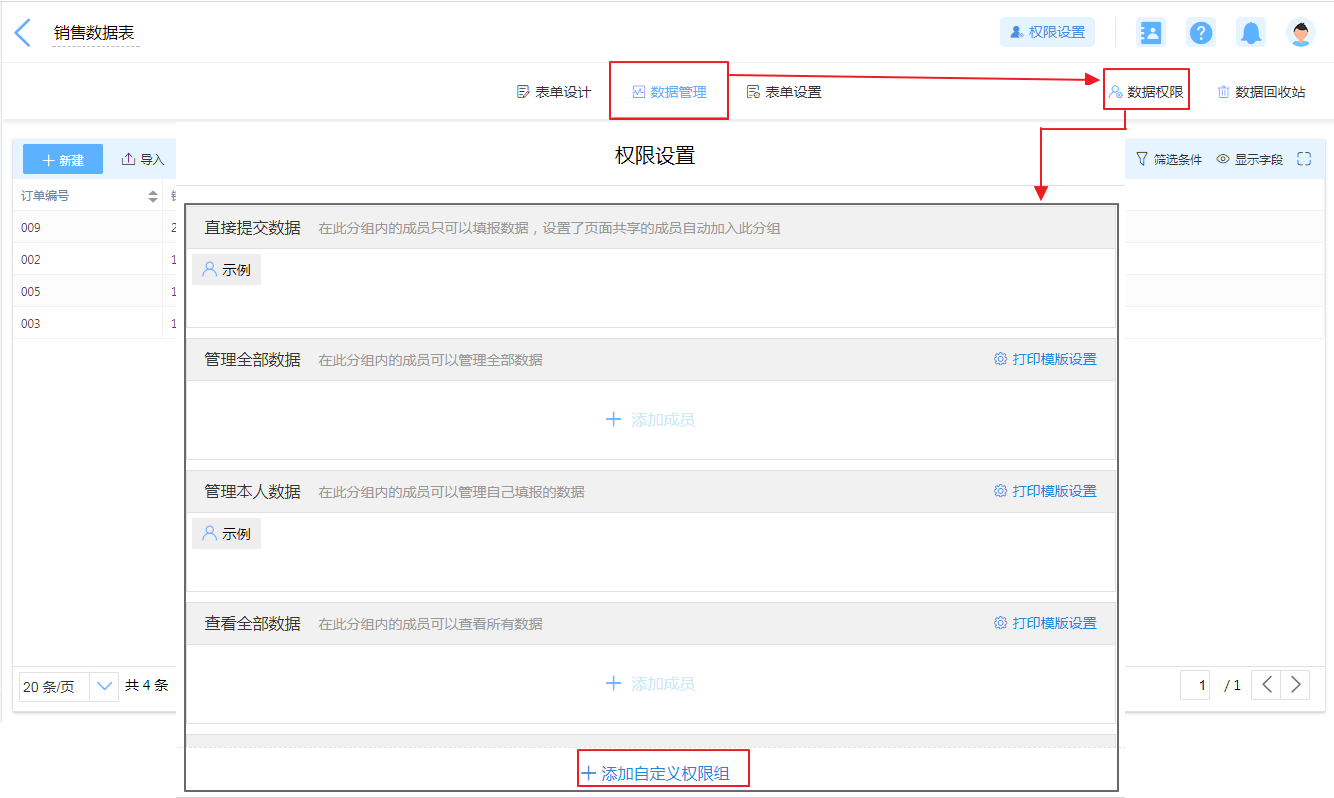 销售数据表
权限设置
表单设计
数据管理
表单设置
数据权限
数据回收站
新建
导入
权限设置
筛选条件
显示字段
订单编号
009
2
002
1
005
1
003
1
直接提交数据 在此分组内的成员只可以填报数据，设置了页面共享的成员自动加入此分组
示例
管理全部数据 在此分组内的成员可以管理全部数据 打印模版设置
添加成员
管理本人数据 在此分组内的成员可以管理自己填报的数据 打印模版设置
示例
查看全部数据 在此分组内的成员可以查看所有数据 打印模版设置
添加成员
20 条/页 共 4 条
1 / 1
添加自定义权限组